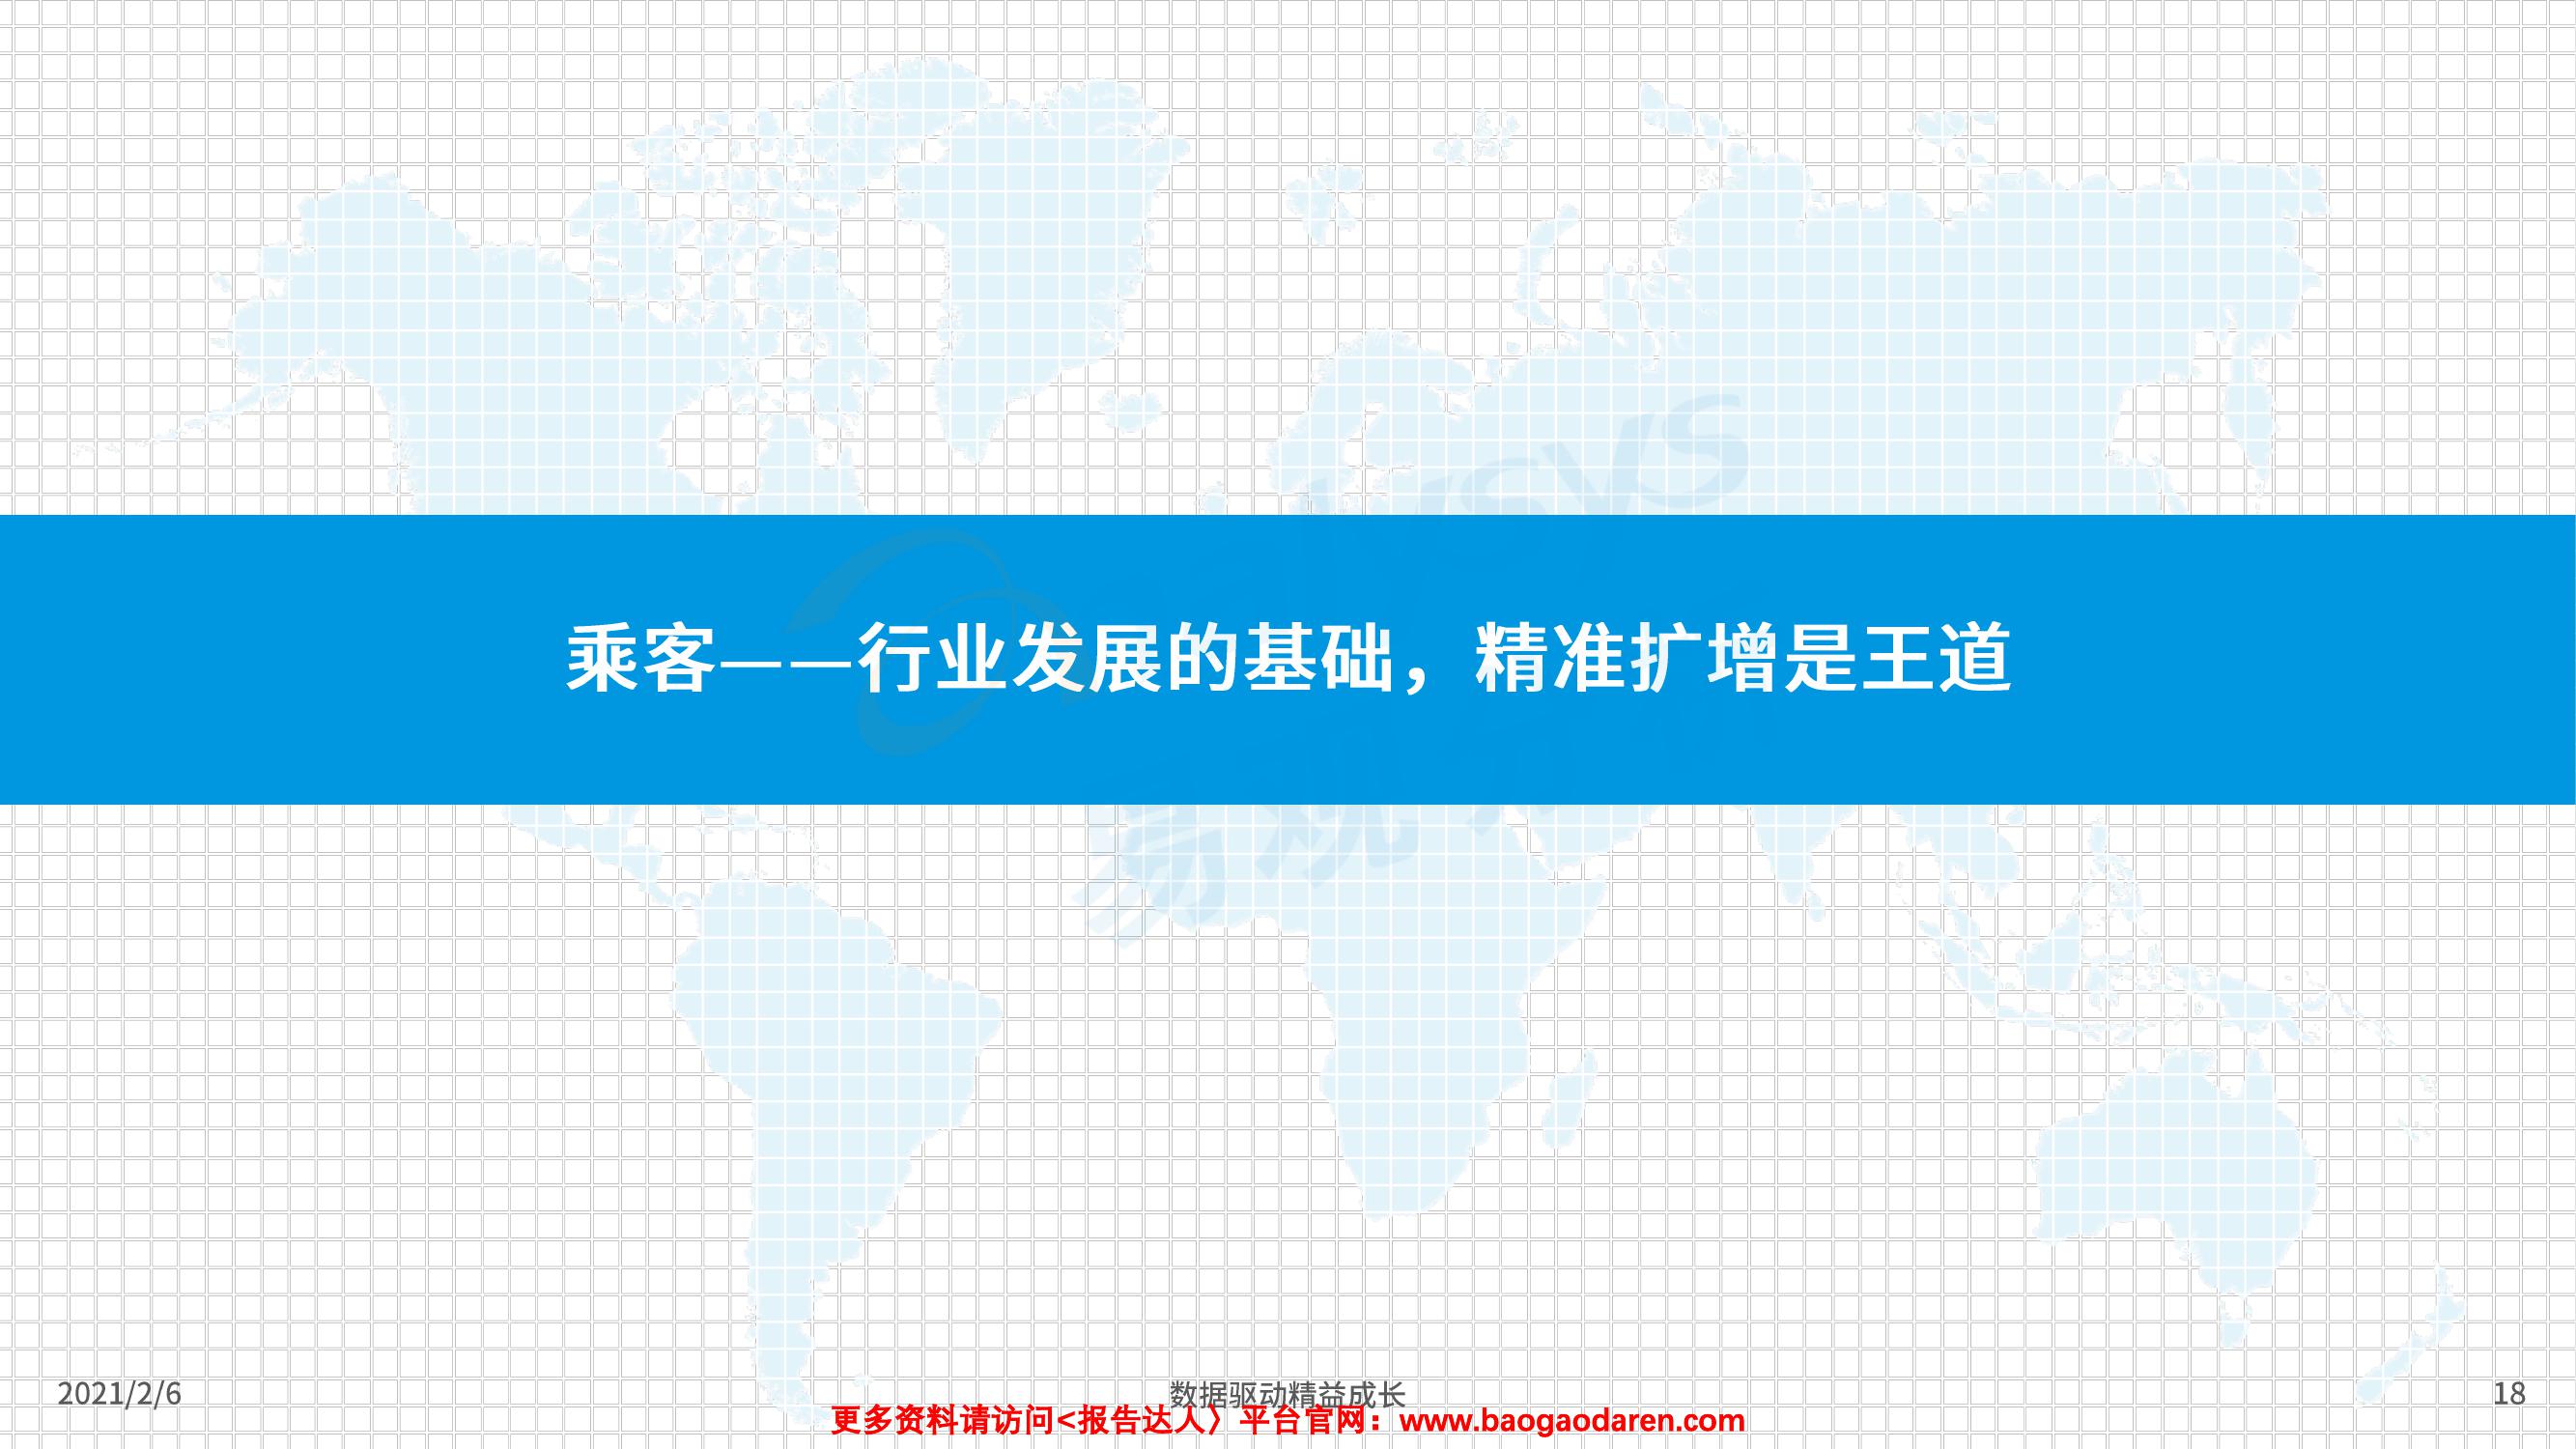 乘客——行业发展的基础，精准扩增是王道
2021/2/6
数据驱动精益成长
18
更多资料请访问<报告达人〉平台官网：www.baogaodaren.com